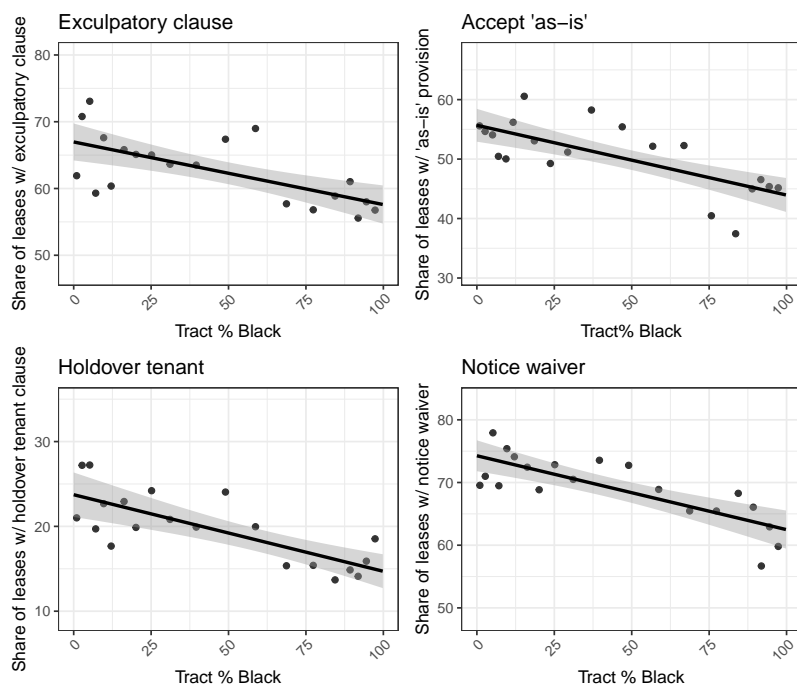 Exculpatory clause
Share of leases w/ exculpatory clause
80
70
60
50
0
25
50
75
100
Tract % Black
Accept 'as−is'
Share of leases w/ 'as−is' provision
60
50
40
30
0
25
50
75
100
Tract% Black
Holdover tenant
Share of leases w/ holdover tenant clause
30
20
10
0
25
50
75
100
Tract % Black
Notice waiver
Share of leases w/ notice waiver
80
70
60
50
0
25
50
75
100
Tract % Black